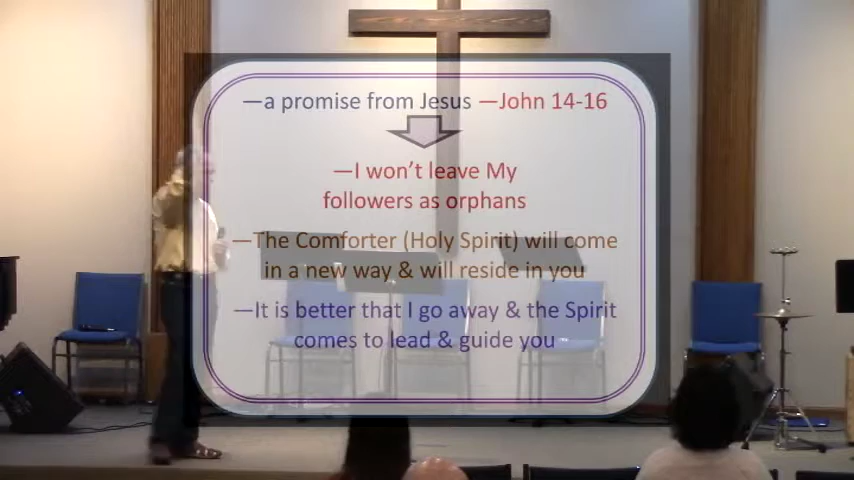 —a promise from Jesus —John 14-16
—I won't leave My
followers as orphans
—The Comforter (Holy Spirit) will come
in a new way & will reside in you
—It is better that I go away & the Spirit
comes to lead & guide you